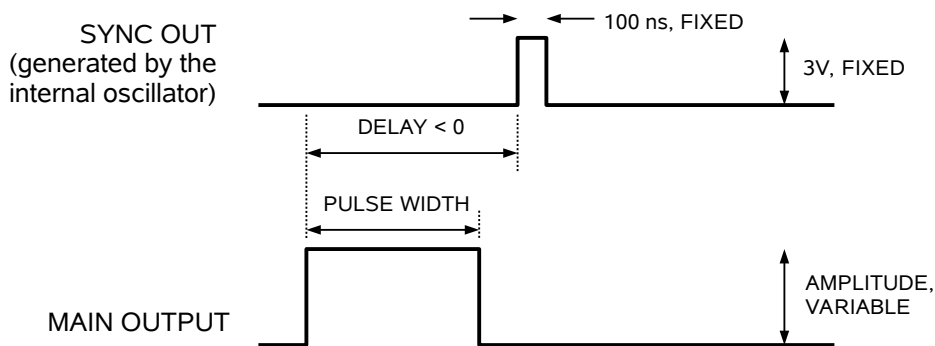 SYNC OUT
(generated by the
internal oscillator)
100 ns, FIXED
3V, FIXED
DELAY < 0
PULSE WIDTH
MAIN OUTPUT
AMPLITUDE,
VARIABLE